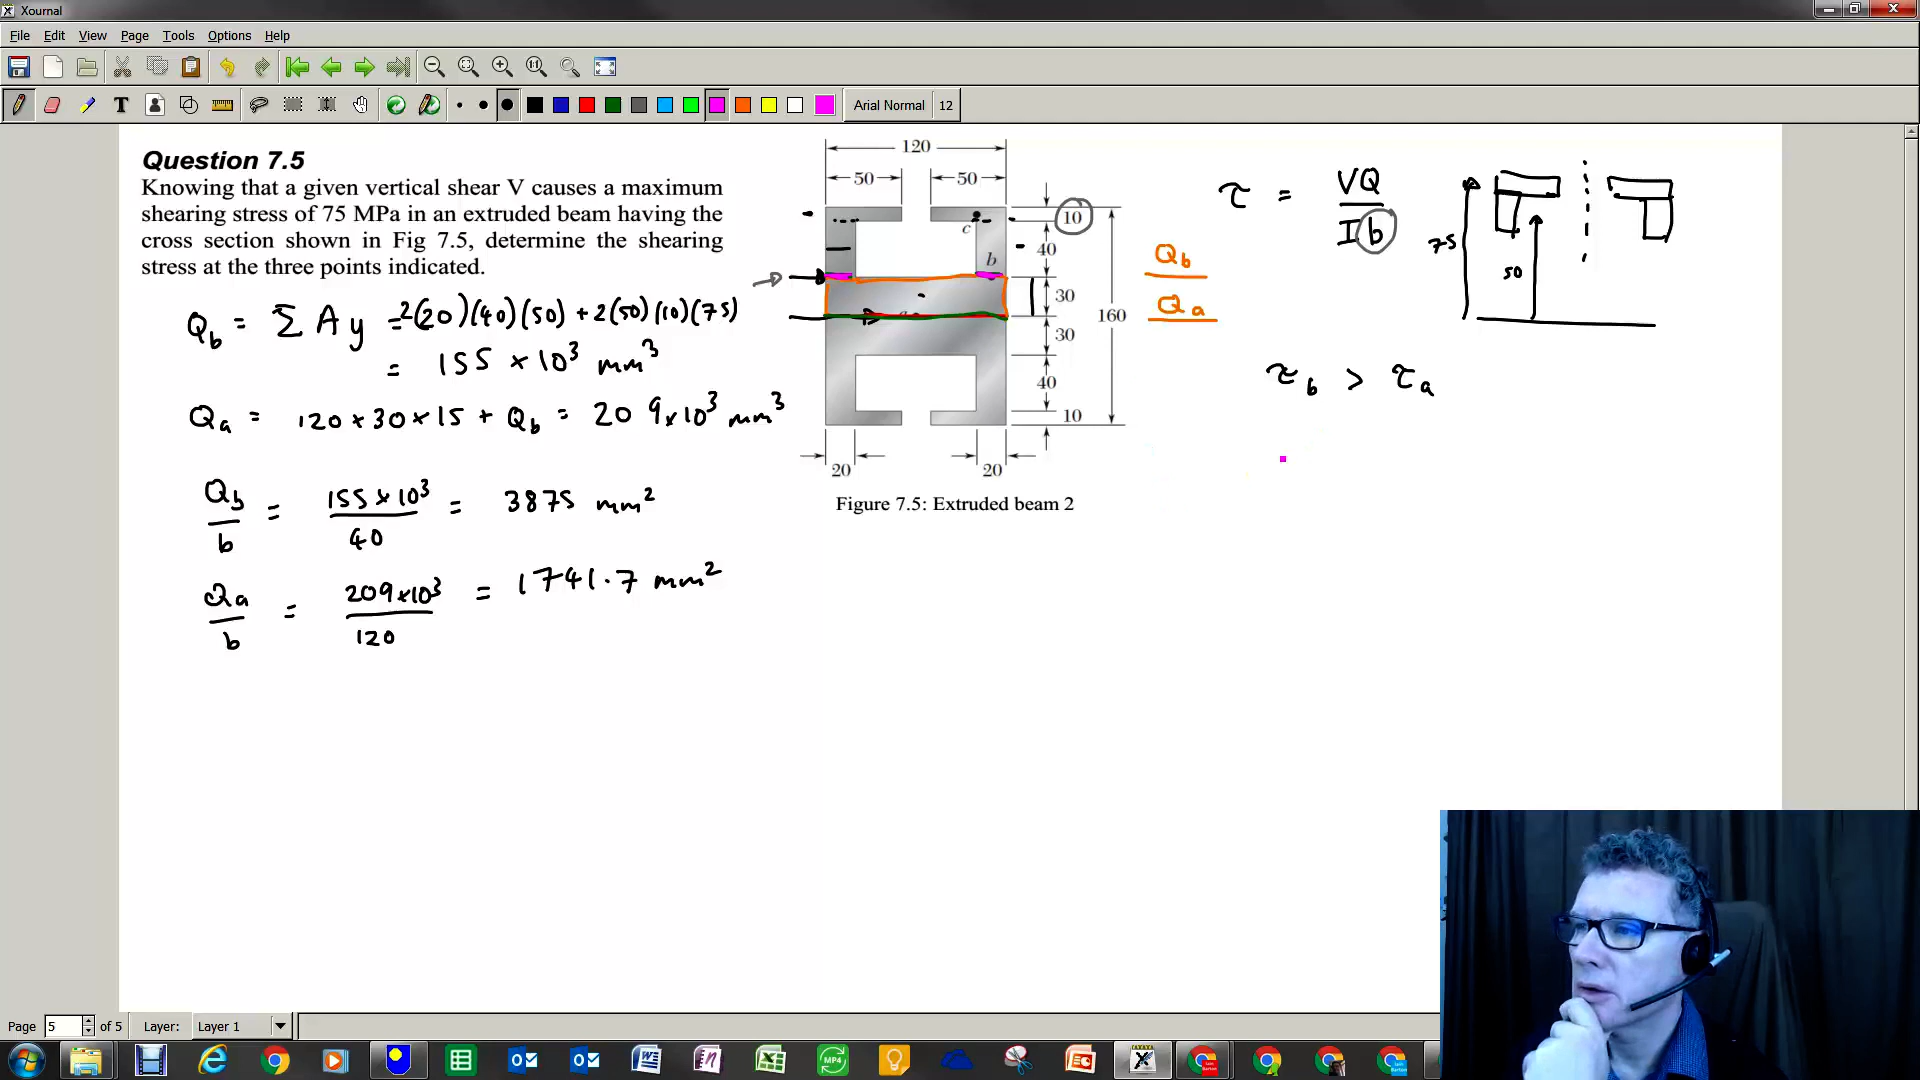 Xournal
File Edit View Page Tools Options Help
Arial Normal 12
Question 7.5
Knowing that a given vertical shear V causes a maximum
shearing stress of 75 MPa in an extruded beam having the
cross section shown in Fig 7.5, determine the shearing
stress at the three points indicated.
Qb = Σ A y = 2(20)(40)(50) + 2(50)(10)(75)
= 155 × 10³ mm³
Qa = 120 × 30 × 15 + Qb = 209 × 10³ mm³
Qb / b = 155 × 10³ / 40 = 3875 mm²
Qa / b = 209 × 10³ / 120 = 1741.7 mm²
120
50 50
10
c
40
b
30
a
160
30
40
10
20 20
Figure 7.5: Extruded beam 2
Qb
Qa
τ = VQ / Ib
75
50
τb > τa
Page 5 of 5 Layer: Layer 1
MP4